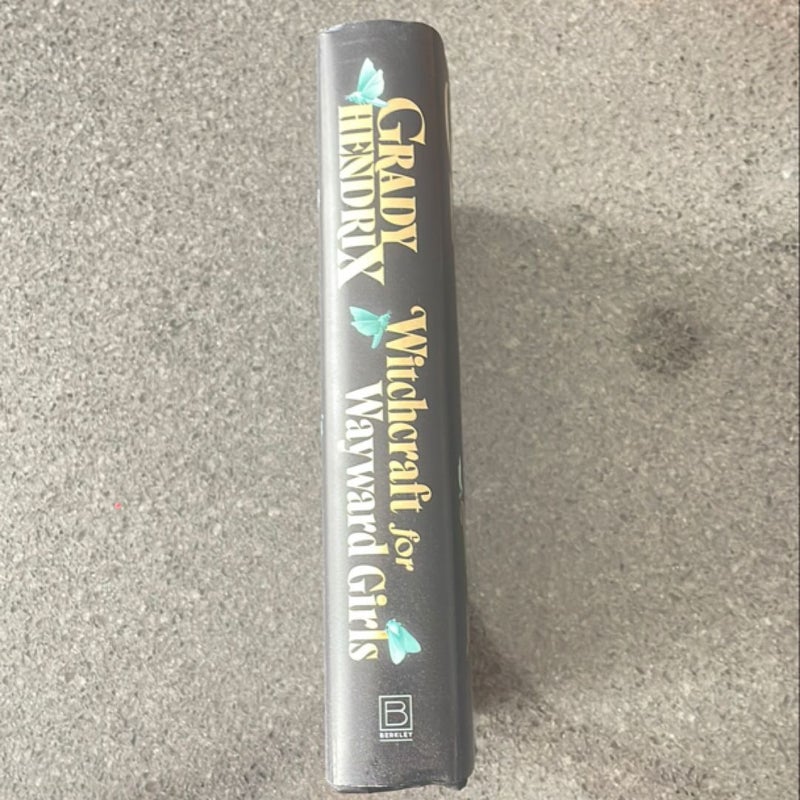 GRADY
HENDRIX
Witchcraft for
Wayward Girls
B
BERKLEY